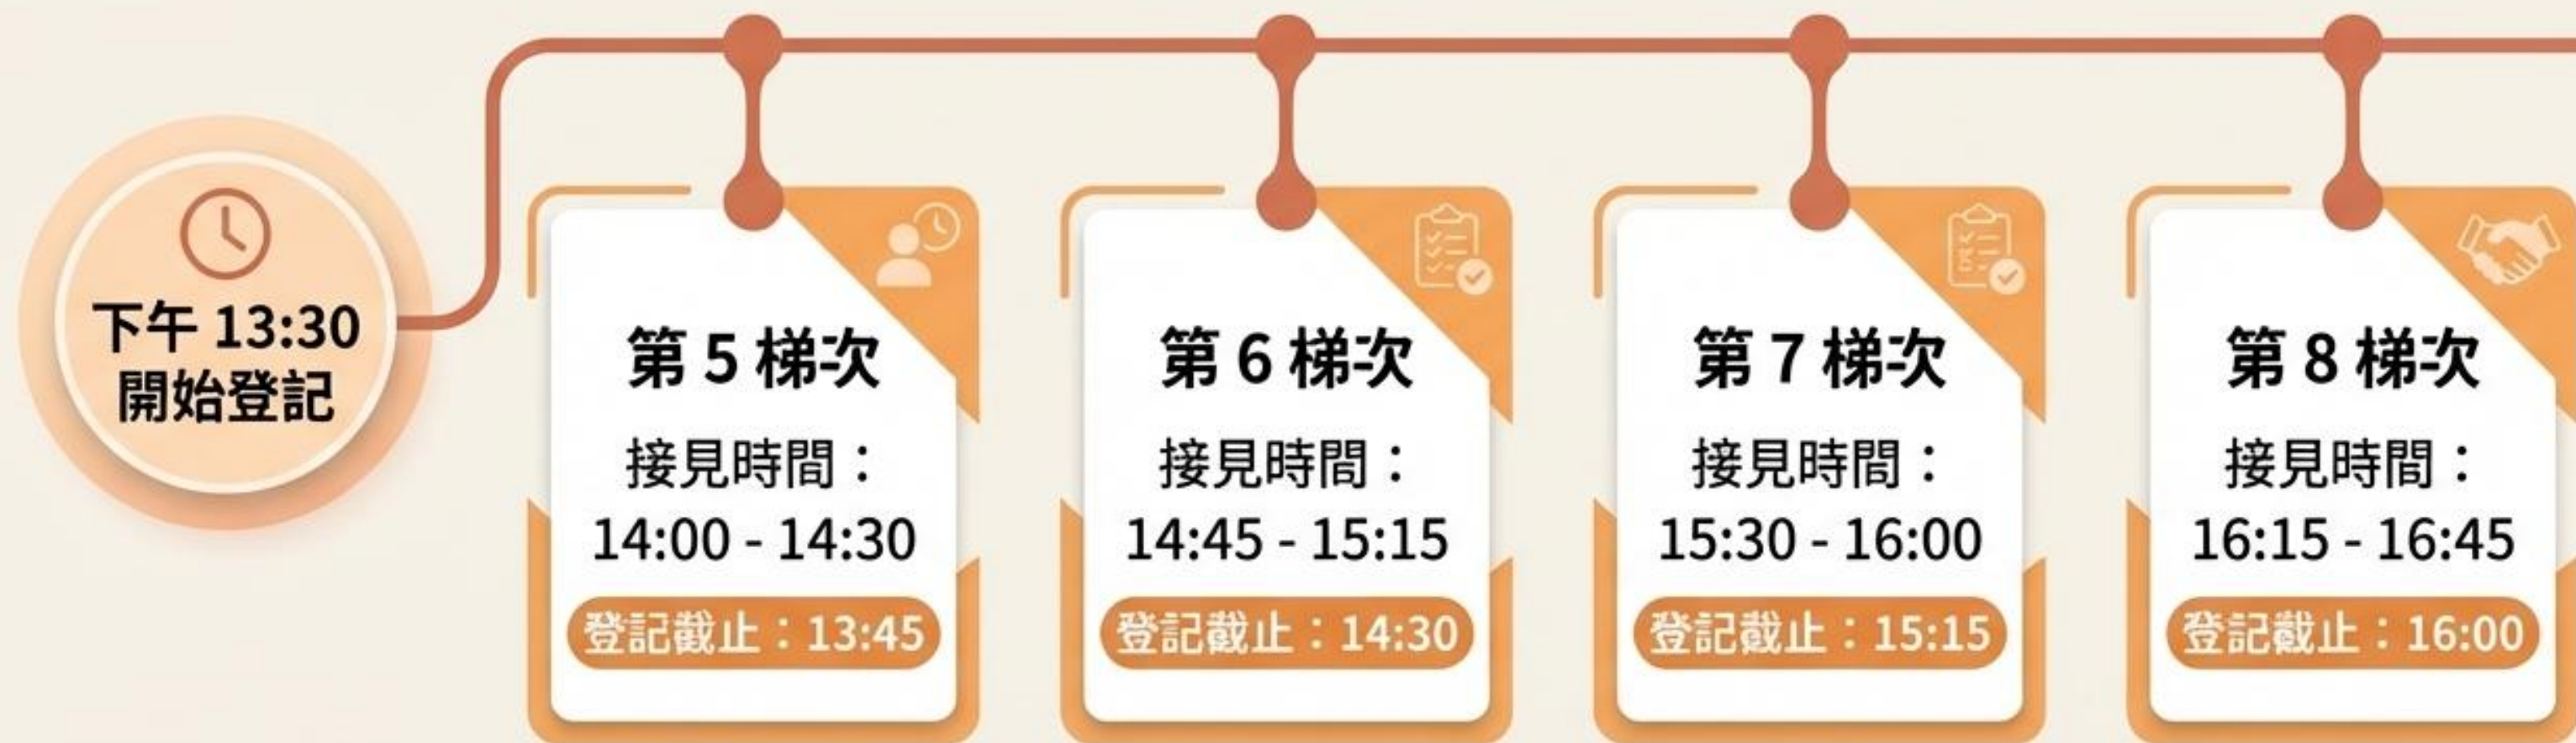 下午 13:30
開始登記
第 5 梯次
接見時間：
14:00 - 14:30
登記截止：13:45
第 6 梯次
接見時間：
14:45 - 15:15
登記截止：14:30
第 7 梯次
接見時間：
15:30 - 16:00
登記截止：15:15
第 8 梯次
接見時間：
16:15 - 16:45
登記截止：16:00